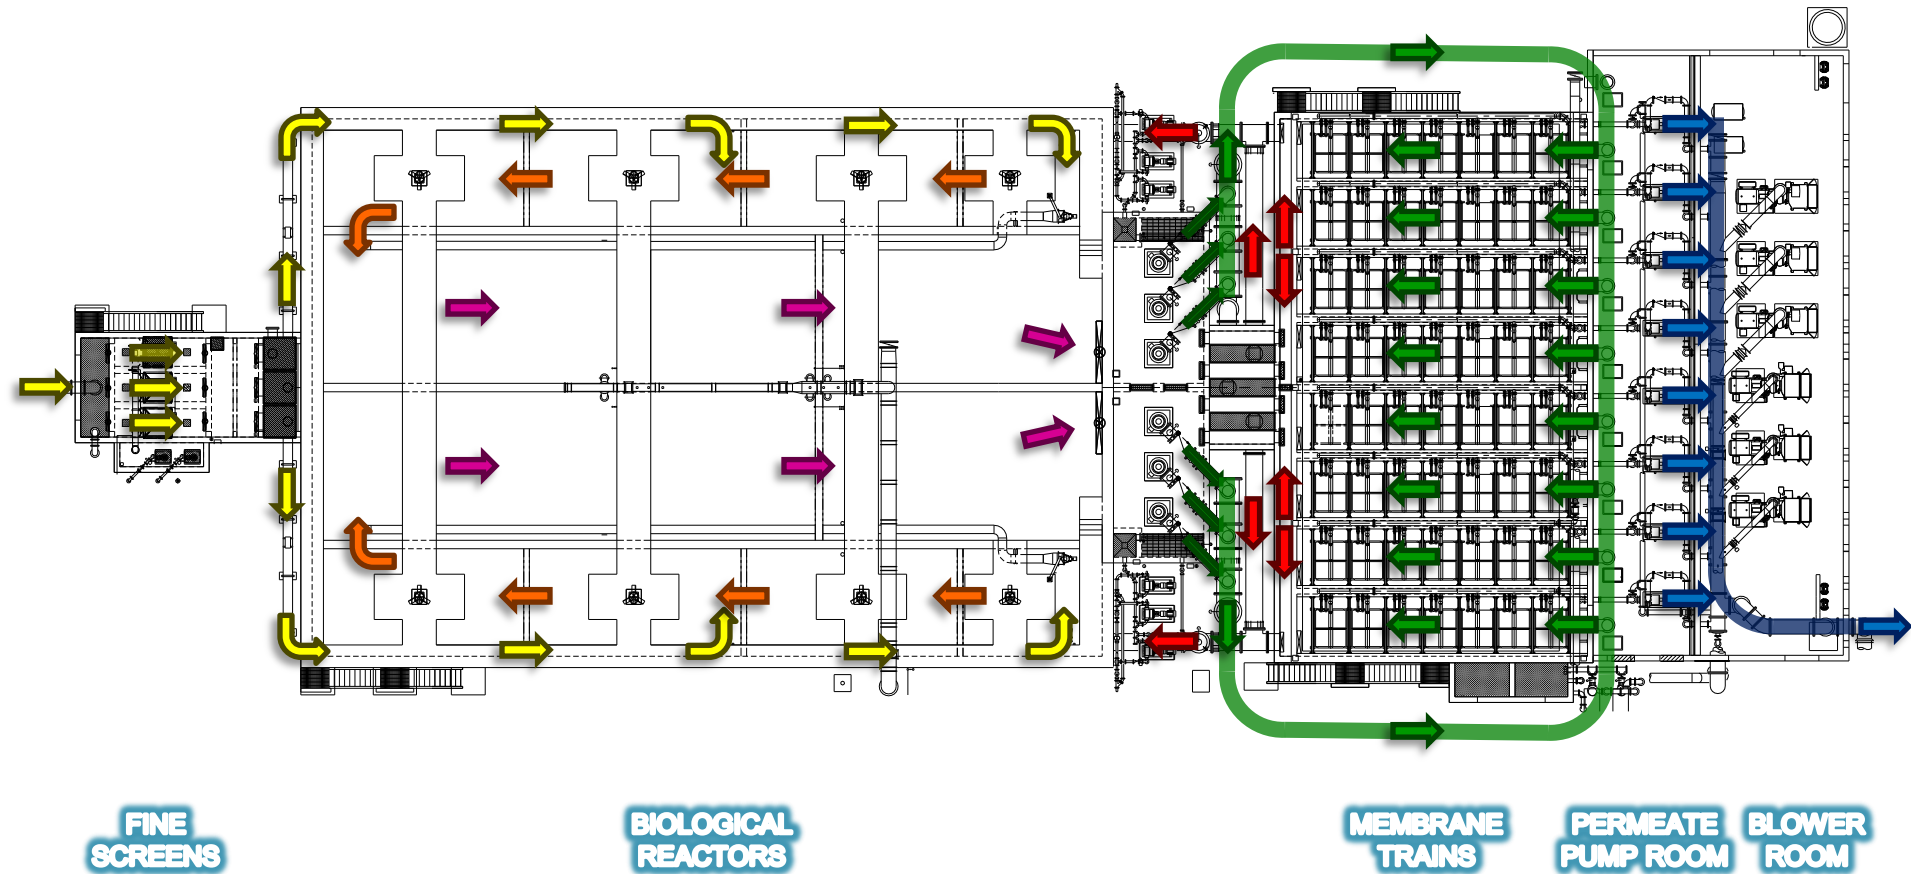 FINE
SCREENS
BIOLOGICAL
REACTORS
MEMBRANE
TRAINS
PERMEATE
PUMP ROOM
BLOWER
ROOM